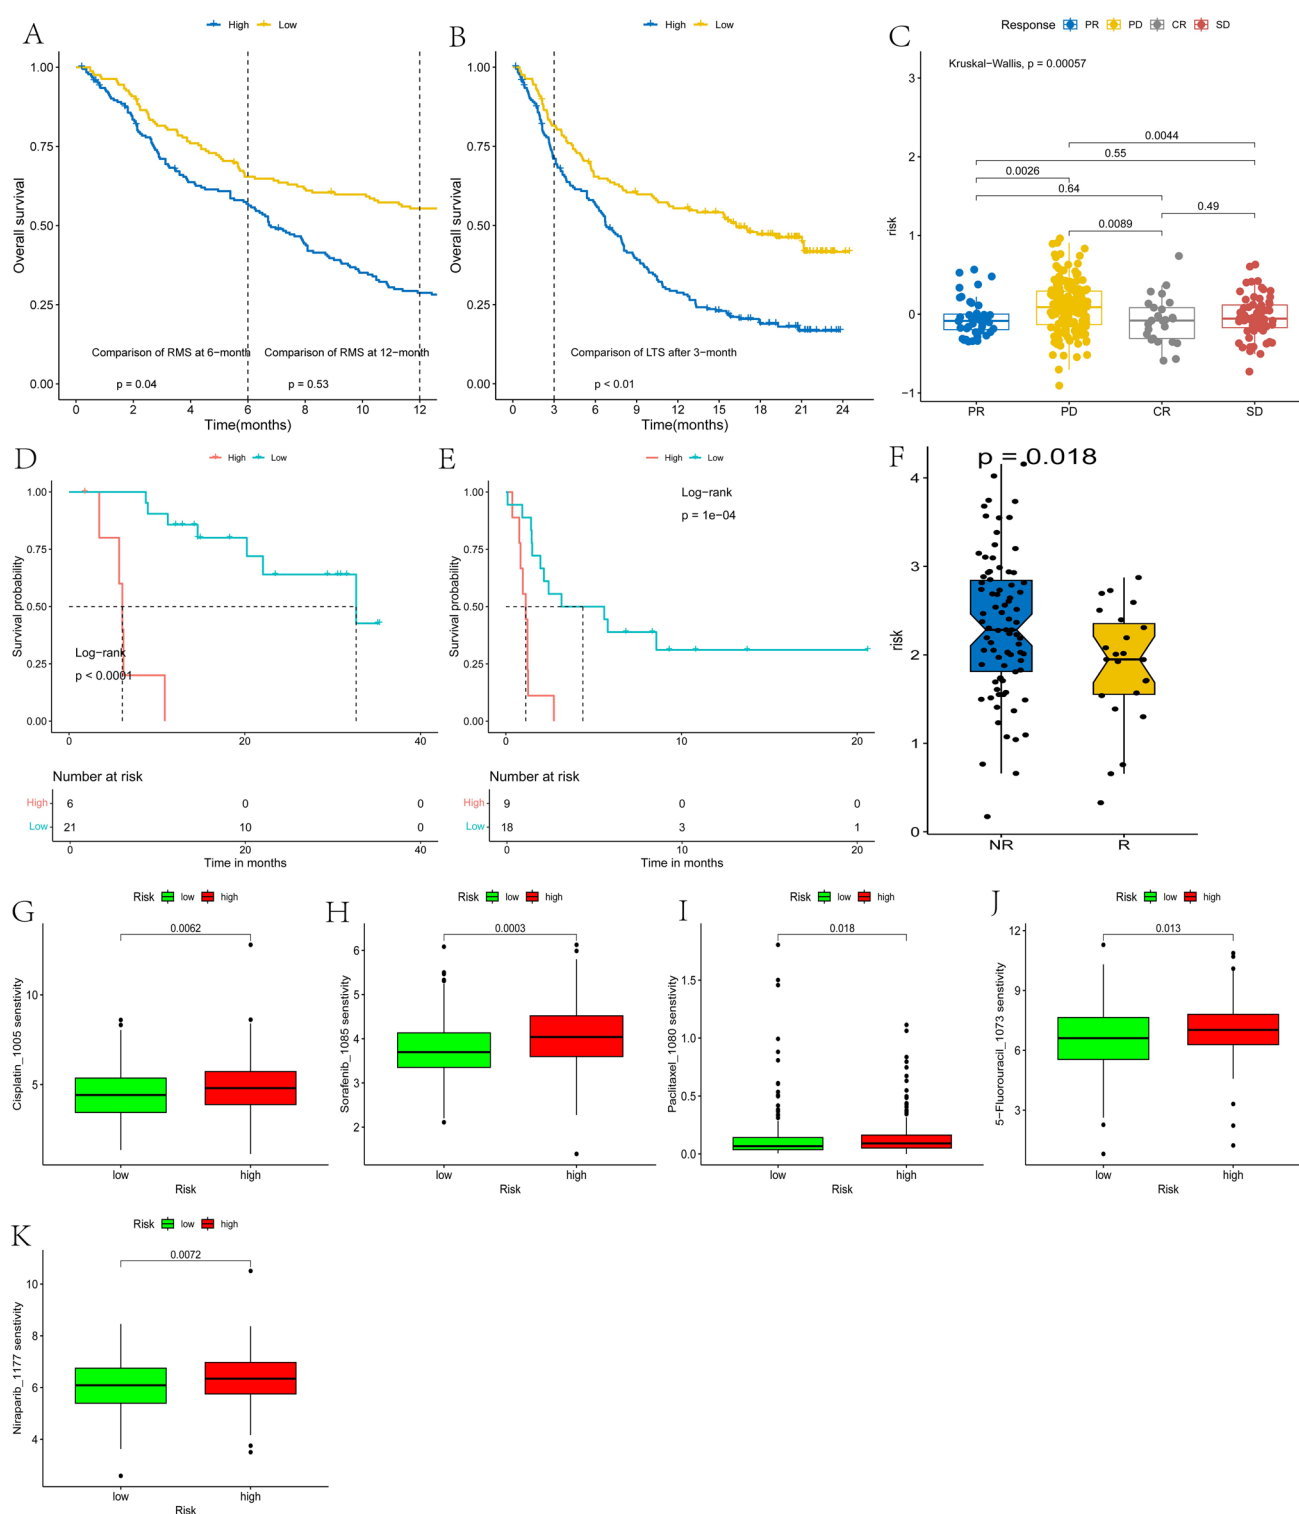 A
High Low
1.00
0.75
0.50
0.25
0.00
Overall survival
Comparison of RMS at 6−month
Comparison of RMS at 12−month
p = 0.04
p = 0.53
0 2 4 6 8 10 12
Time(months)
B
High Low
1.00
0.75
0.50
0.25
0.00
Overall survival
Comparison of LTS after 3−month
p < 0.01
0 3 6 9 12 15 18 21 24
Time(months)
C
Response PR PD CR SD
Kruskal−Wallis, p = 0.00057
3
2
1
0
−1
risk
0.0044
0.55
0.0026
0.64
0.49
0.0089
PR PD CR SD
D
High Low
1.00
0.75
0.50
0.25
0.00
Survival probability
Log−rank
p < 0.0001
0 20 40
Number at risk
High 6 0 0
Low 21 10 0
0 20 40
Time in months
E
High Low
1.00
0.75
0.50
0.25
0.00
Survival probability
Log−rank
p = 1e−04
0 10 20
Number at risk
High 9 0 0
Low 18 3 1
0 10 20
Time in months
F
p = 0.018
4
3
2
1
0
risk
NR R
G
Risk low high
0.0062
10
5
Cisplatin_1005 senstivity
low high
Risk
H
Risk low high
0.0003
6
5
4
3
2
Sorafenib_1085 senstivity
low high
Risk
I
Risk low high
0.018
1.5
1.0
0.5
0.0
Paclitaxel_1080 senstivity
low high
Risk
J
Risk low high
0.013
12
9
6
3
5−Fluorouracil_1073 senstivity
low high
Risk
K
Risk low high
0.0072
10
8
6
4
Niraparib_1177 senstivity
low high
Risk